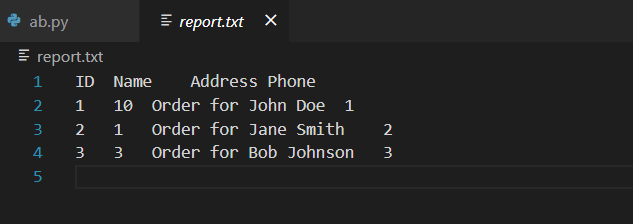 ab.py report.txt
report.txt
1 ID Name Address Phone
2 1 10 Order for John Doe 1
3 2 1 Order for Jane Smith 2
4 3 3 Order for Bob Johnson 3
5